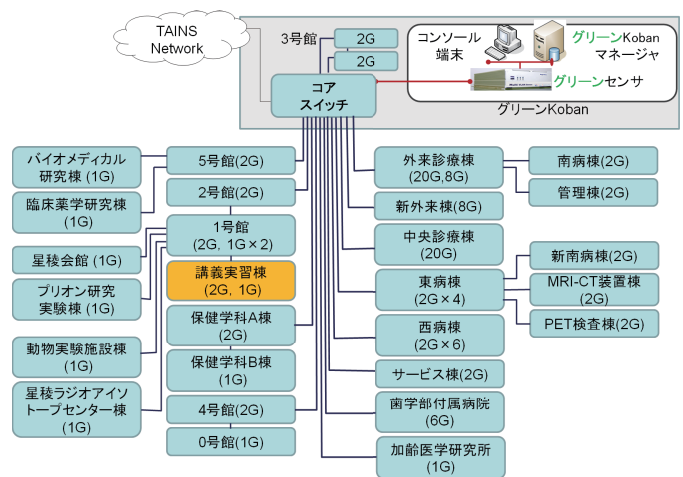 TAINS
Network
3号館
2G
2G
コア
スイッチ
コンソール
端末
グリーンKoban
マネージャ
グリーンセンサ
グリーンKoban
バイオメディカル
研究棟 (1G)
臨床薬学研究棟
(1G)
星稜会館 (1G)
プリオン研究
実験棟 (1G)
動物実験施設棟
(1G)
星稜ラジオアイソ
トープセンター棟
(1G)
5号館(2G)
2号館(2G)
1号館
(2G, 1G×2)
講義実習棟
(2G, 1G)
保健学科A棟
(2G)
保健学科B棟
(1G)
4号館(2G)
0号館(1G)
外来診療棟
(20G,8G)
新外来棟(8G)
中央診療棟
(20G)
東病棟
(2G×4)
西病棟
(2G×6)
サービス棟(2G)
歯学部付属病院
(6G)
加齢医学研究所
(1G)
南病棟(2G)
管理棟(2G)
新南病棟(2G)
MRI-CT装置棟
(2G)
PET検査棟(2G)